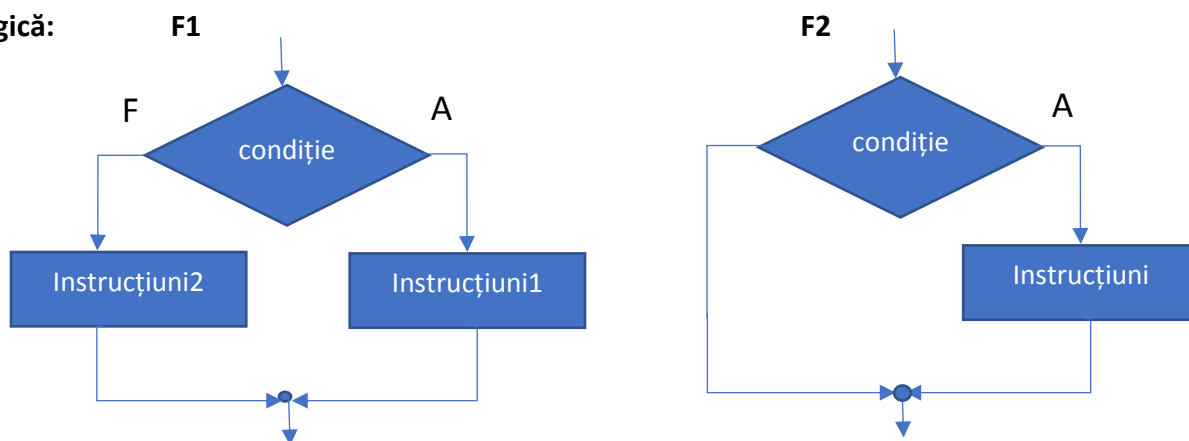 gică: F1 F2
F A A
condiție condiție
Instrucțiuni2 Instrucțiuni1 Instrucțiuni